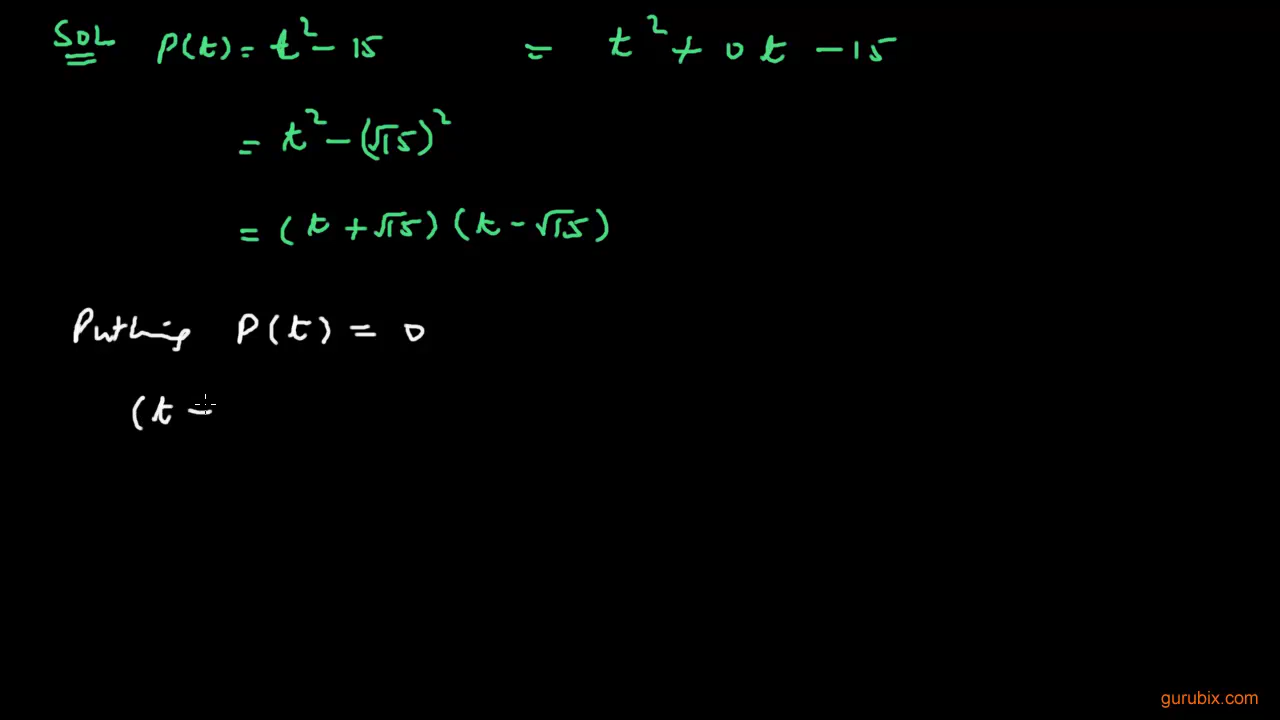 SOL P(t) = t² - 15 = t² + 0t - 15
= t² - (√15)²
= (t + √15) (t - √15)
Putting P(t) = 0
(t -
gurubix.com